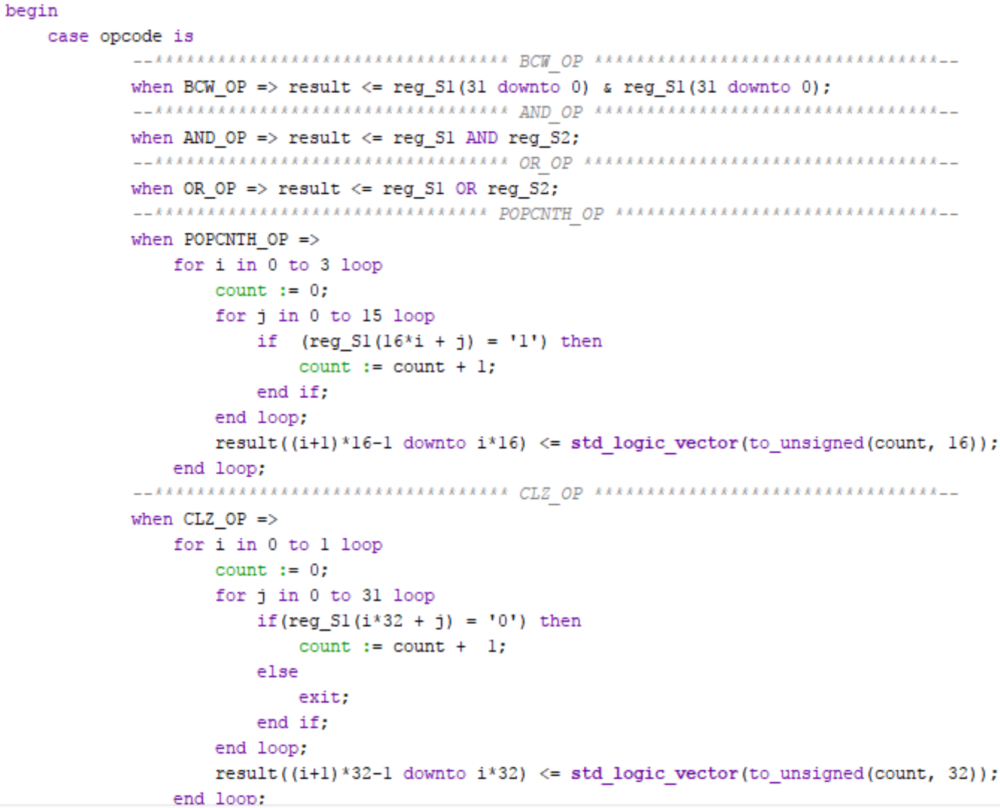 begin
    case opcode is
            --********************************** BCW_OP *********************************--
            when BCW_OP => result <= reg_S1(31 downto 0) & reg_S1(31 downto 0);
            --********************************** AND_OP *********************************--
            when AND_OP => result <= reg_S1 AND reg_S2;
            --********************************** OR_OP **********************************--
            when OR_OP => result <= reg_S1 OR reg_S2;
            --******************************** POPCNTH_OP *******************************--
            when POPCNTH_OP =>
                for i in 0 to 3 loop
                    count := 0;
                    for j in 0 to 15 loop
                        if  (reg_S1(16*i + j) = '1') then
                            count := count + 1;
                        end if;
                    end loop;
                    result((i+1)*16-1 downto i*16) <= std_logic_vector(to_unsigned(count, 16));
                end loop;
            --********************************** CLZ_OP *********************************--
            when CLZ_OP =>
                for i in 0 to 1 loop
                    count := 0;
                    for j in 0 to 31 loop
                        if(reg_S1(i*32 + j) = '0') then
                            count := count +  1;
                        else
                            exit;
                        end if;
                    end loop;
                    result((i+1)*32-1 downto i*32) <= std_logic_vector(to_unsigned(count, 32));
                end loop;